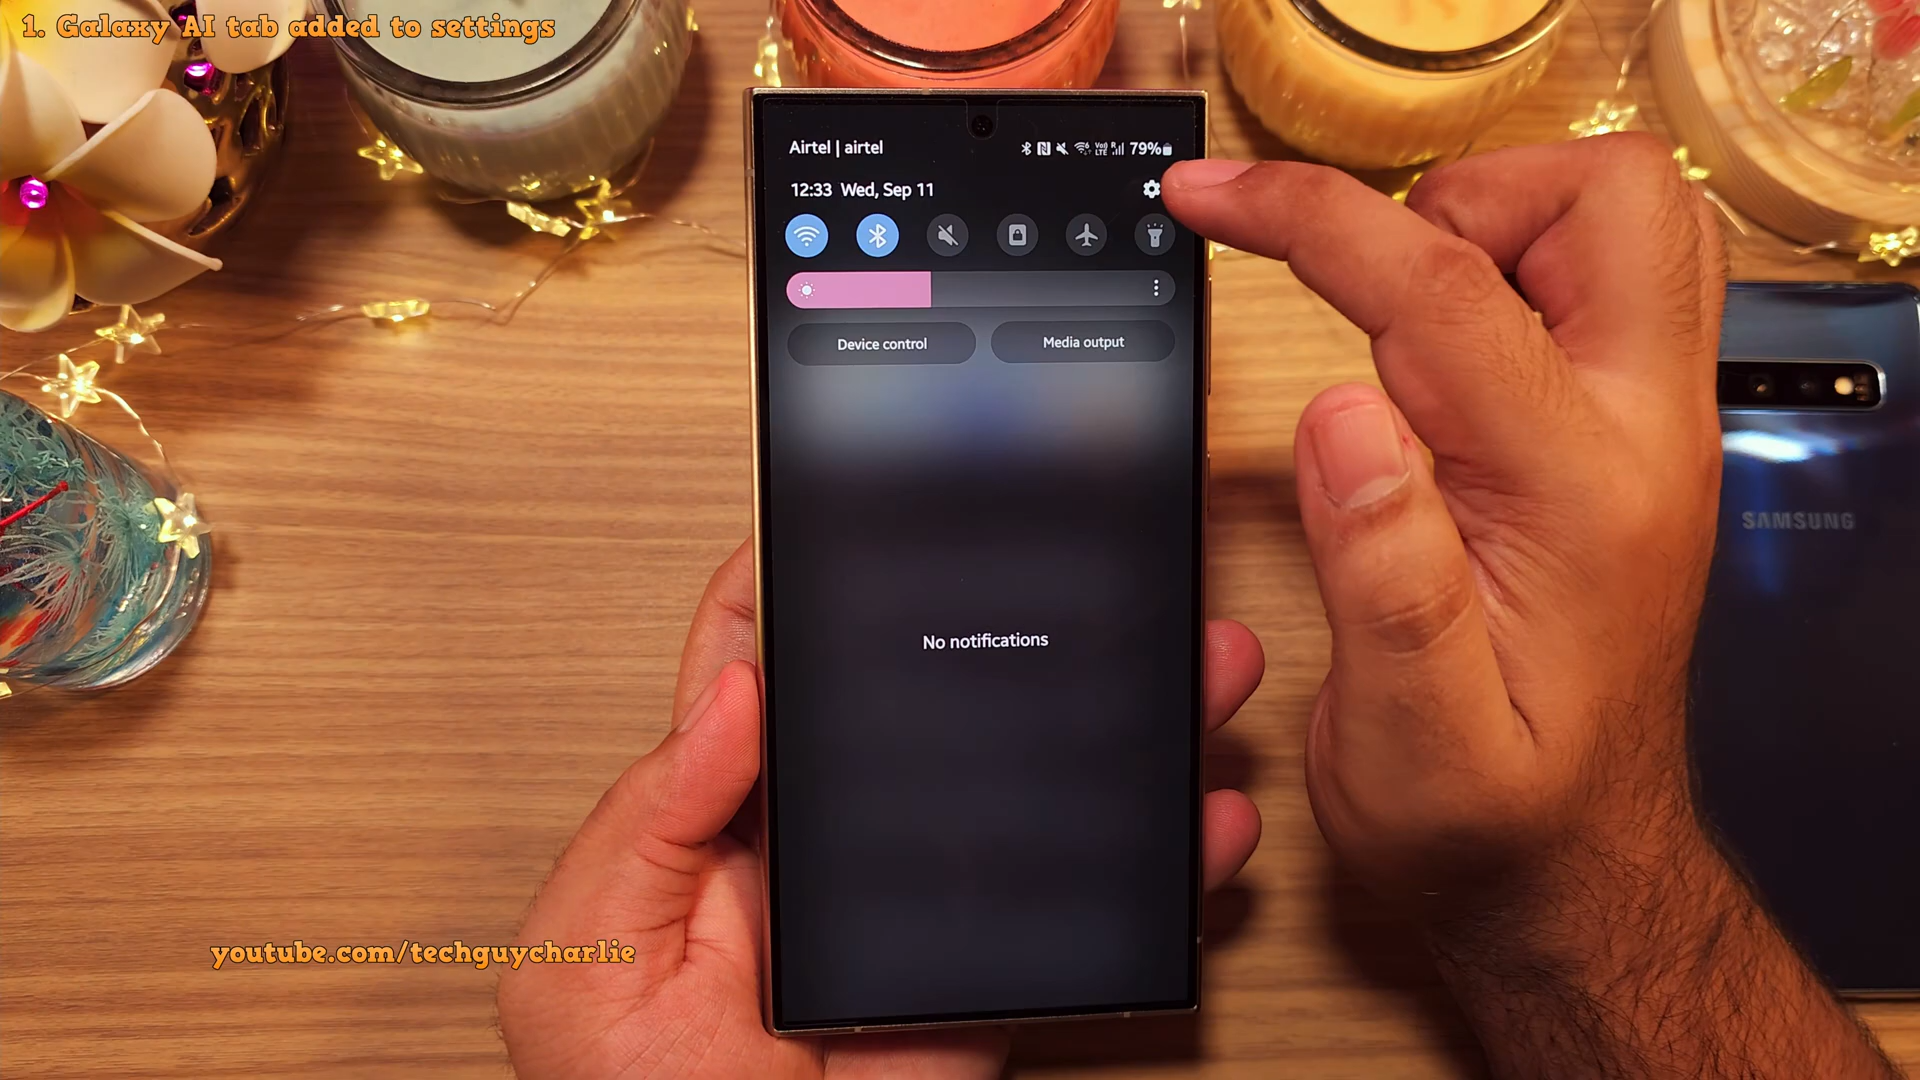 1. Galaxy AI tab added to settings
Airtel | airtel
79%
12:33 Wed, Sep 11
Device control
Media output
No notifications
SAMSUNG
youtube.com/techguycharlie